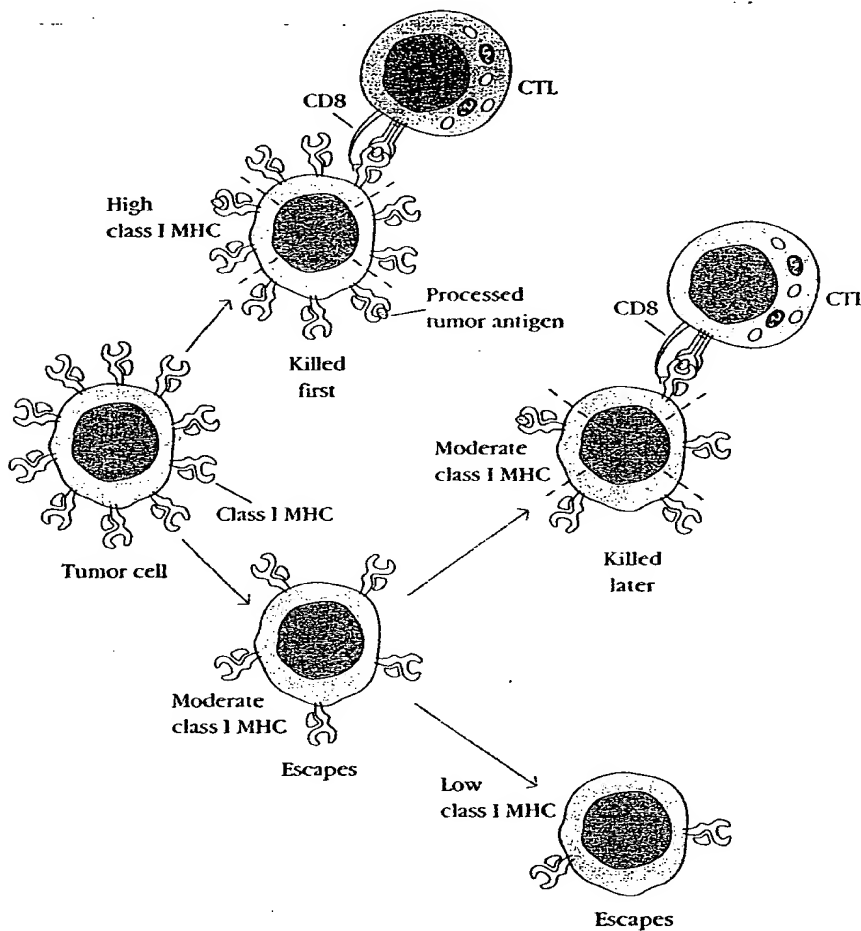 CTL
CD8
High
class I MHC
Processed
tumor antigen
Killed
first
CTI
CD8
Moderate
class I MHC
Class I MHC
Tumor cell
Killed
later
Moderate
class I MHC
Escapes
Low
class I MHC
Escapes